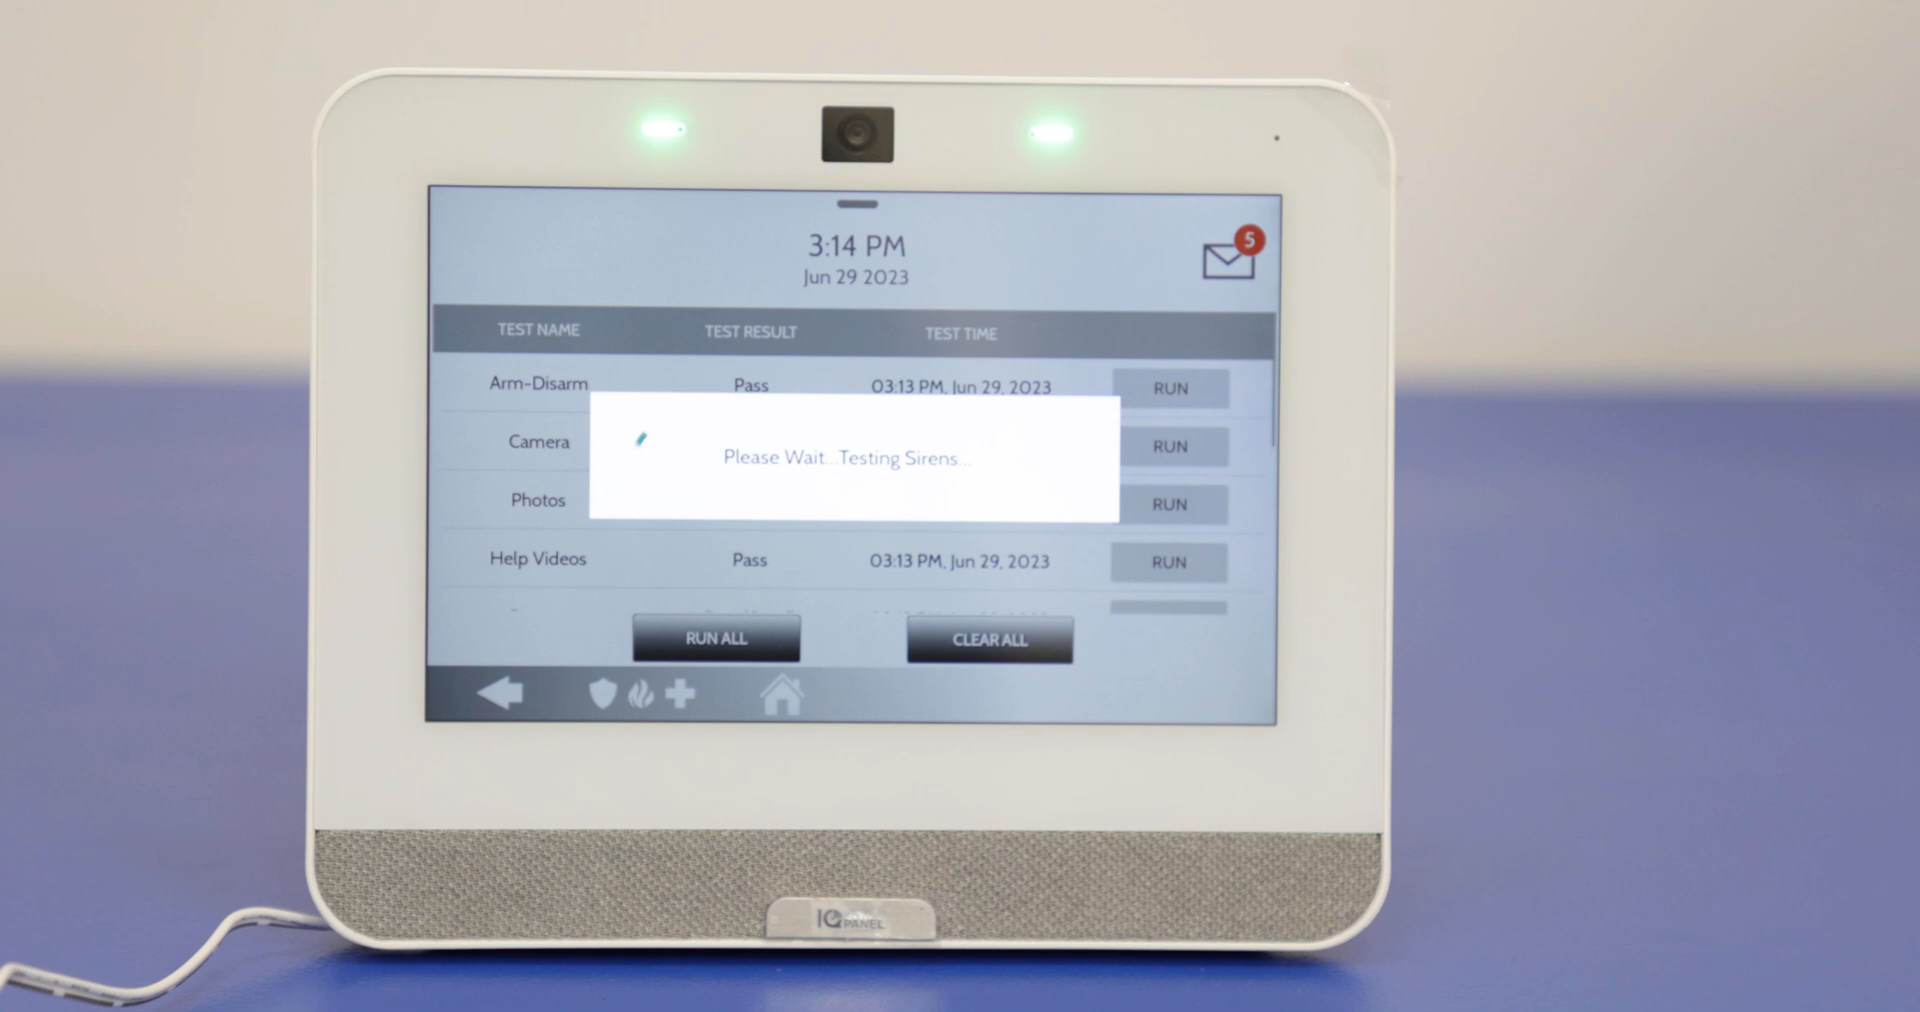 3:14 PM
5
Jun 29 2023
TEST NAME TEST RESULT TEST TIME
Arm-Disarm Pass 03:13 PM, Jun 29, 2023 RUN
Camera RUN
Please Wait...Testing Sirens...
Photos RUN
Help Videos Pass 03:13 PM, Jun 29, 2023 RUN
RUN ALL CLEAR ALL
IQ PANEL